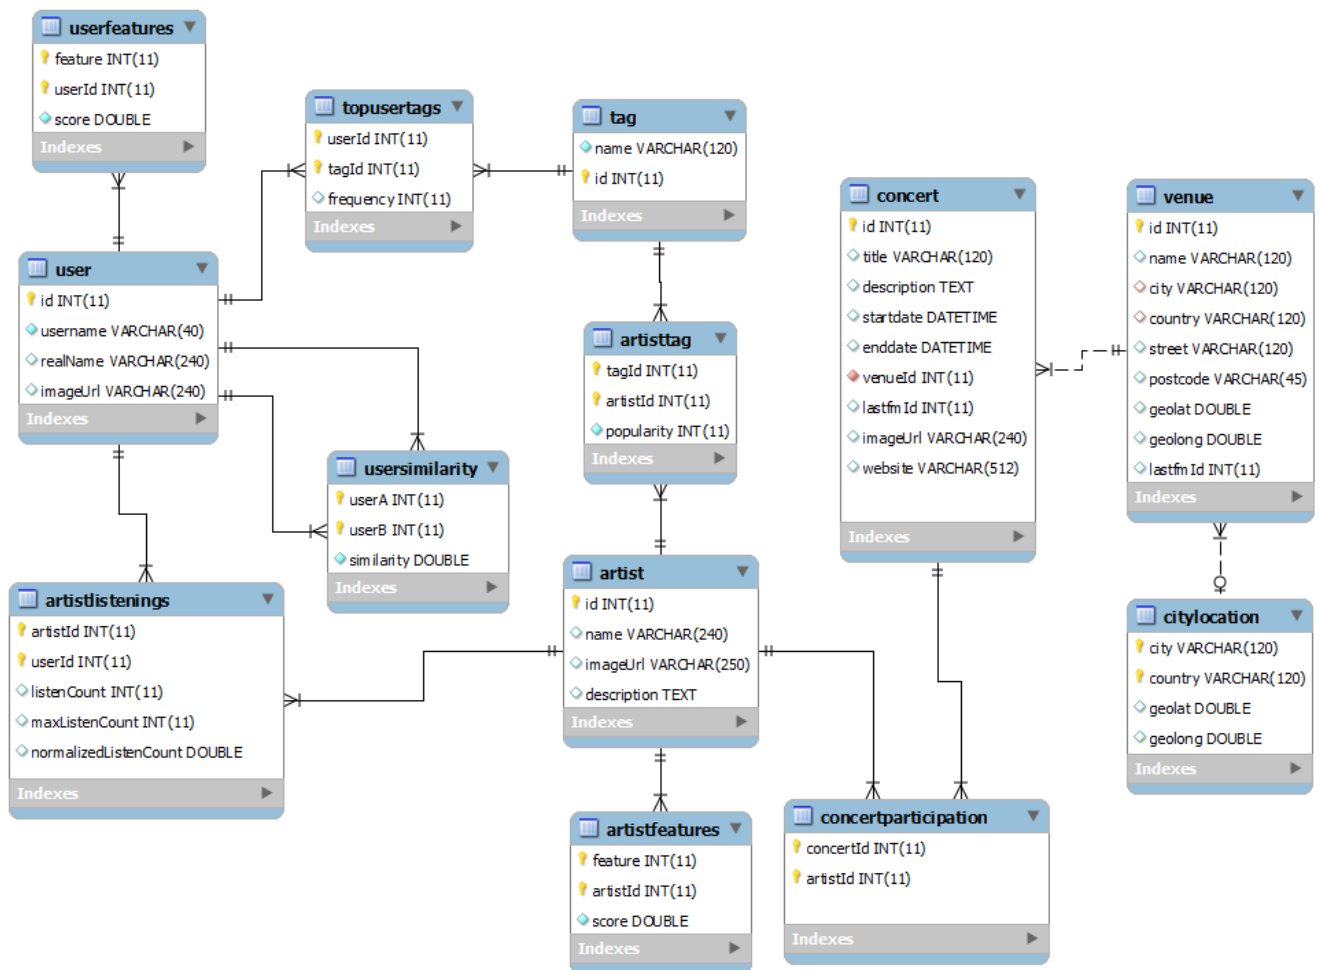 userfeatures
feature INT(11)
userId INT(11)
score DOUBLE
Indexes
topusertags
userId INT(11)
tagId INT(11)
frequency INT(11)
Indexes
tag
name VARCHAR(120)
id INT(11)
Indexes
user
id INT(11)
username VARCHAR(40)
realName VARCHAR(240)
imageUrl VARCHAR(240)
Indexes
usersimilarity
userA INT(11)
userB INT(11)
similarity DOUBLE
Indexes
artisttag
tagId INT(11)
artistId INT(11)
popularity INT(11)
Indexes
concert
id INT(11)
title VARCHAR(120)
description TEXT
startdate DATETIME
enddate DATETIME
venueId INT(11)
lastfmId INT(11)
imageUrl VARCHAR(240)
website VARCHAR(512)
Indexes
venue
id INT(11)
name VARCHAR(120)
city VARCHAR(120)
country VARCHAR(120)
street VARCHAR(120)
postcode VARCHAR(45)
geolat DOUBLE
geolong DOUBLE
lastfmId INT(11)
Indexes
artistlistenings
artistId INT(11)
userId INT(11)
listenCount INT(11)
maxListenCount INT(11)
normalizedListenCount DOUBLE
Indexes
artist
id INT(11)
name VARCHAR(240)
imageUrl VARCHAR(250)
description TEXT
Indexes
citylocation
city VARCHAR(120)
country VARCHAR(120)
geolat DOUBLE
geolong DOUBLE
Indexes
artistfeatures
feature INT(11)
artistId INT(11)
score DOUBLE
Indexes
concertparticipation
concertId INT(11)
artistId INT(11)
Indexes